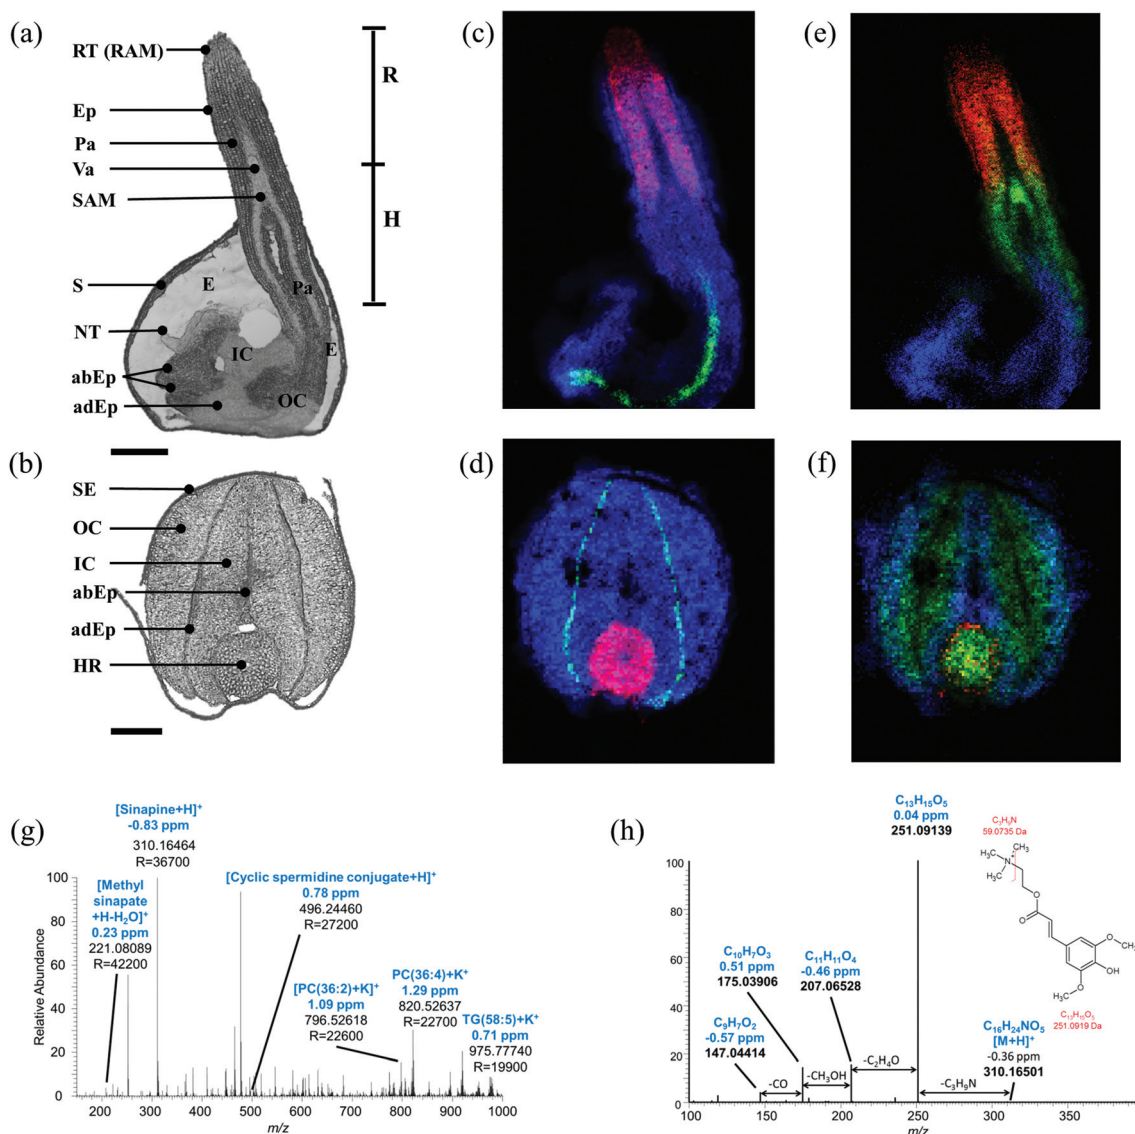 (a)
RT (RAM)
Ep
Pa
Va
SAM
S
NT
abEp
adEp
E
IC
Pa
E
OC
R
H
(c)
(e)
(b)
SE
OC
IC
abEp
adEp
HR
(d)
(f)
(g)
[Sinapine+H]⁺
-0.83 ppm
310.16464
R=36700
[Methyl
sinapate
+H-H₂O]⁺
0.23 ppm
221.08089
R=42200
[Cyclic spermidine conjugate+H]⁺
0.78 ppm
496.24460
R=27200
[PC(36:2)+K]⁺
1.09 ppm
796.52618
R=22600
PC(36:4)+K⁺
1.29 ppm
820.52637
R=22700
TG(58:5)+K⁺
0.71 ppm
975.77740
R=19900
Relative Abundance
100
80
60
40
20
0
200 300 400 500 600 700 800 900 1000
m/z
(h)
C₁₃H₁₅O₅
0.04 ppm
251.09139
C₃H₉N
59.0735 Da
CH₃
H₃C
N⁺
H₃C
O
O
O
CH₃
OH
O
CH₃
C₁₃H₁₅O₅
251.0919 Da
C₁₀H₇O₃
0.51 ppm
175.03906
C₁₁H₁₁O₄
-0.46 ppm
207.06528
C₉H₇O₂
-0.57 ppm
147.04414
C₁₆H₂₄NO₅
[M+H]⁺
-0.36 ppm
310.16501
-CO
-CH₃OH
-C₂H₄O
-C₃H₉N
100
80
60
40
20
0
100 150 200 250 300 350
m/z